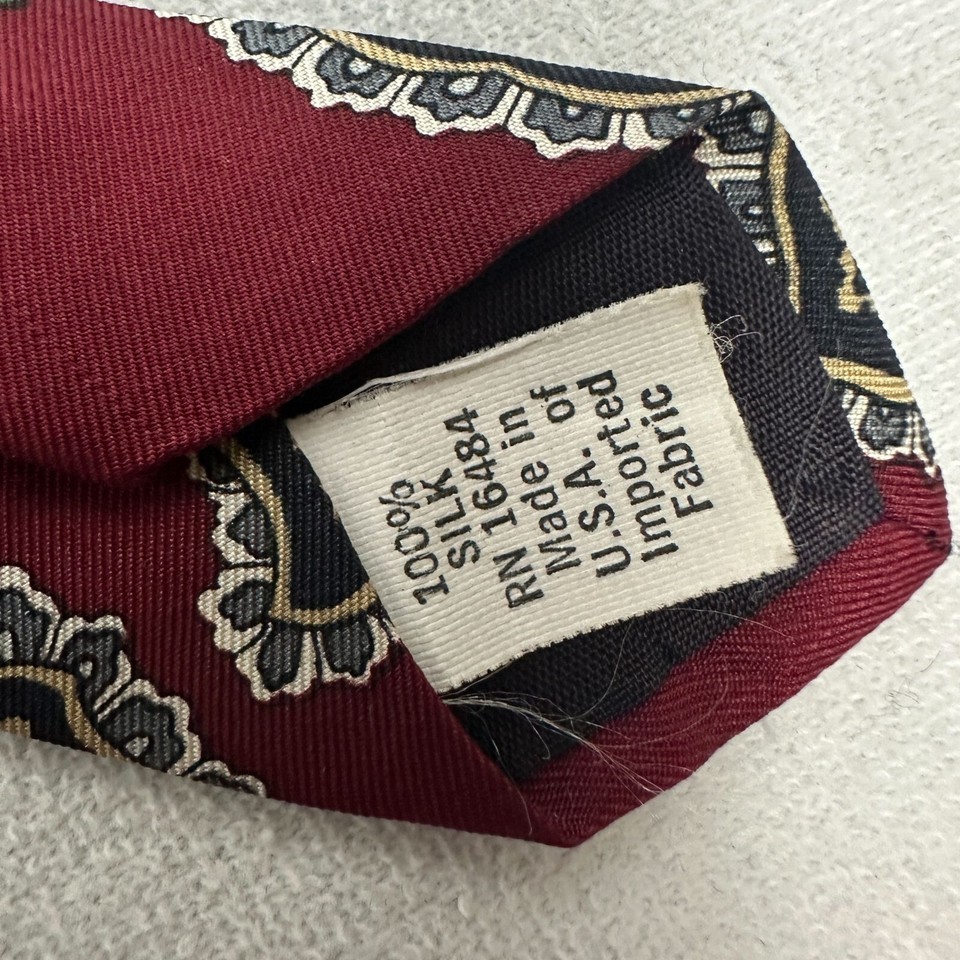 100%
SILK
RN 16484
Made in
U.S.A. of
Imported
Fabric